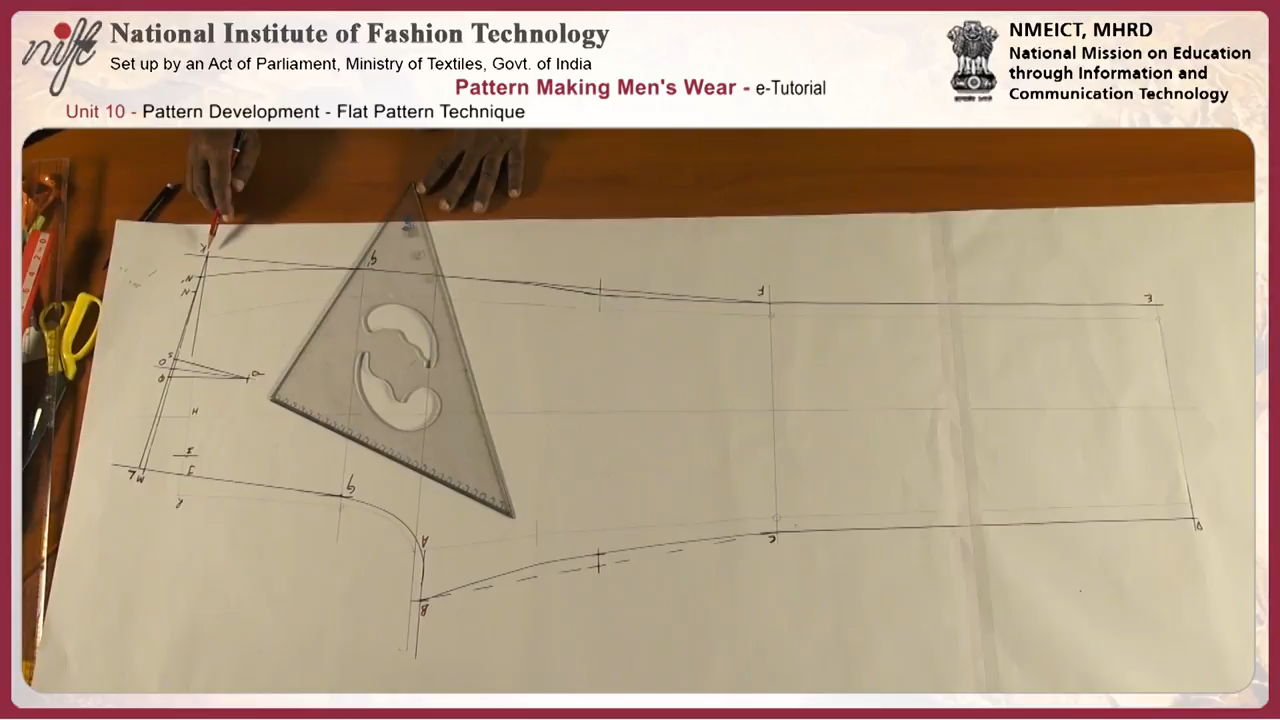 nift
National Institute of Fashion Technology
Set up by an Act of Parliament, Ministry of Textiles, Govt. of India
Pattern Making Men's Wear - e-Tutorial
Unit 10 - Pattern Development - Flat Pattern Technique
NMEICT, MHRD
National Mission on Education
through Information and
Communication Technology
K
N'
N
G'
F
E
S
O'
O
Q
H
I
J
L
M
R
G
A
B
C
D